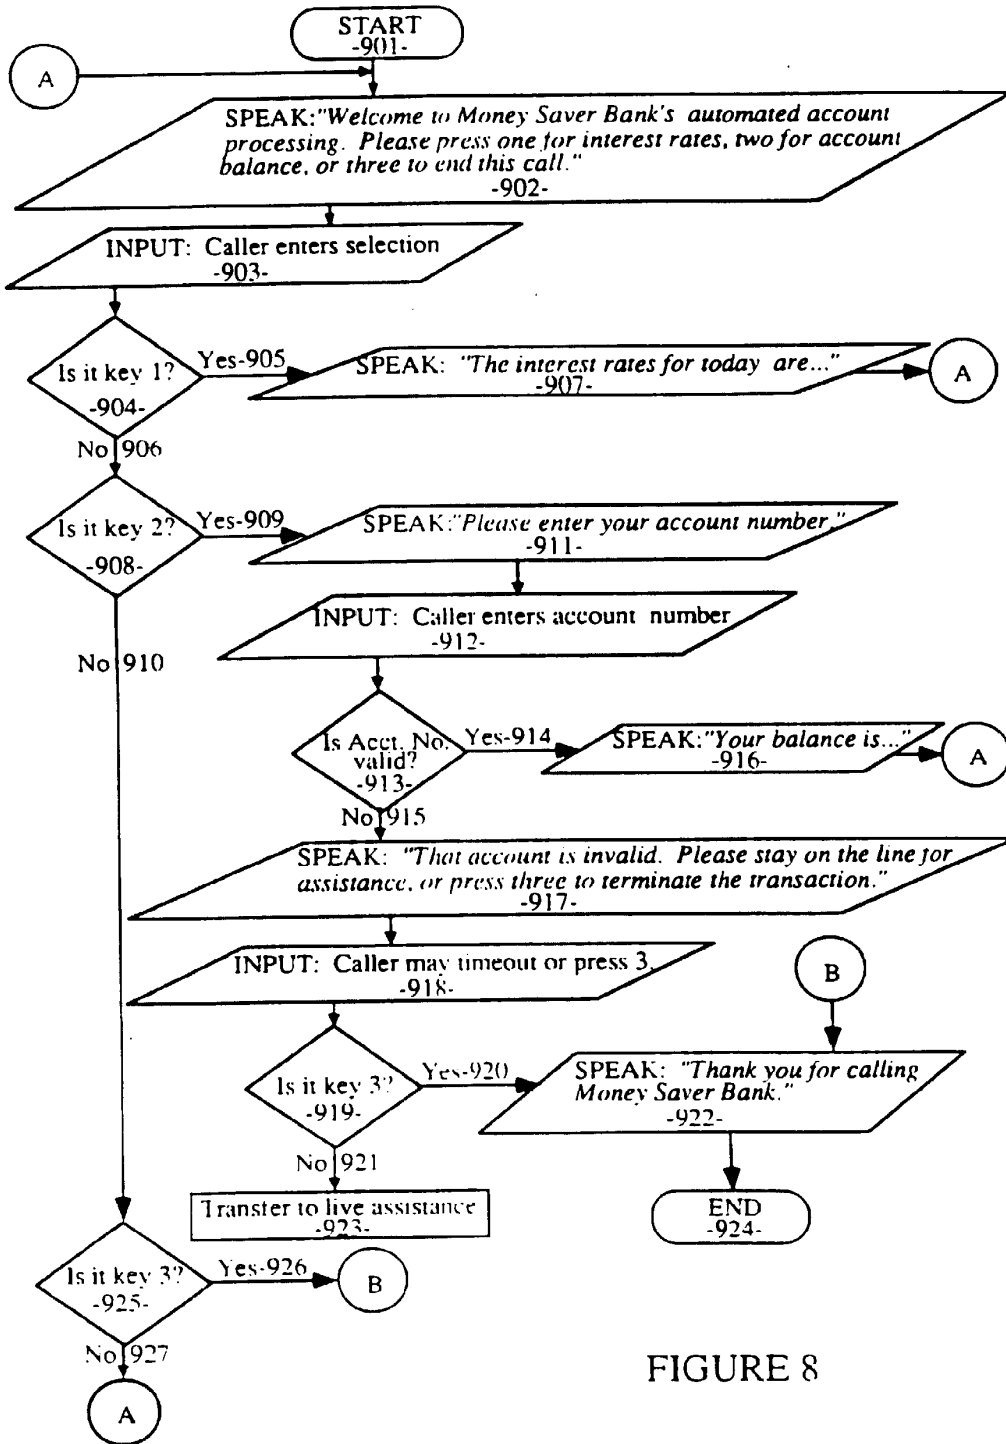 START
-901-
A
SPEAK:"Welcome to Money Saver Bank's automated account
processing. Please press one for interest rates, two for account
balance, or three to end this call."
-902-
INPUT: Caller enters selection
-903-
Is it key 1?
-904-
Yes-905
SPEAK: "The interest rates for today are..."
-907-
A
No 906
Is it key 2?
-908-
Yes-909
SPEAK:"Please enter your account number."
-911-
INPUT: Caller enters account number
-912-
No 910
Is Acct. No.
valid?
-913-
Yes-914
SPEAK:"Your balance is..."
-916-
A
No 915
SPEAK: "That account is invalid. Please stay on the line for
assistance, or press three to terminate the transaction."
-917-
INPUT: Caller may timeout or press 3.
-918-
B
Is it key 3?
-919-
Yes-920
SPEAK: "Thank you for calling
Money Saver Bank."
-922-
No 921
Transfer to live assistance
-923-
END
-924-
Is it key 3?
-925-
Yes-926
B
No 927
A
FIGURE 8